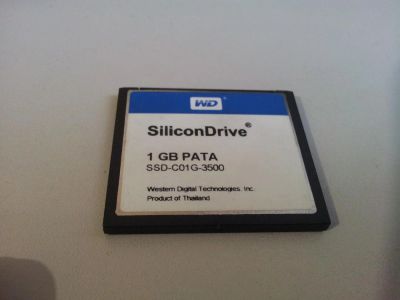 WD
SiliconDrive®
1 GB PATA
SSD-C01G-3500
Western Digital Technologies, Inc.
Product of Thailand